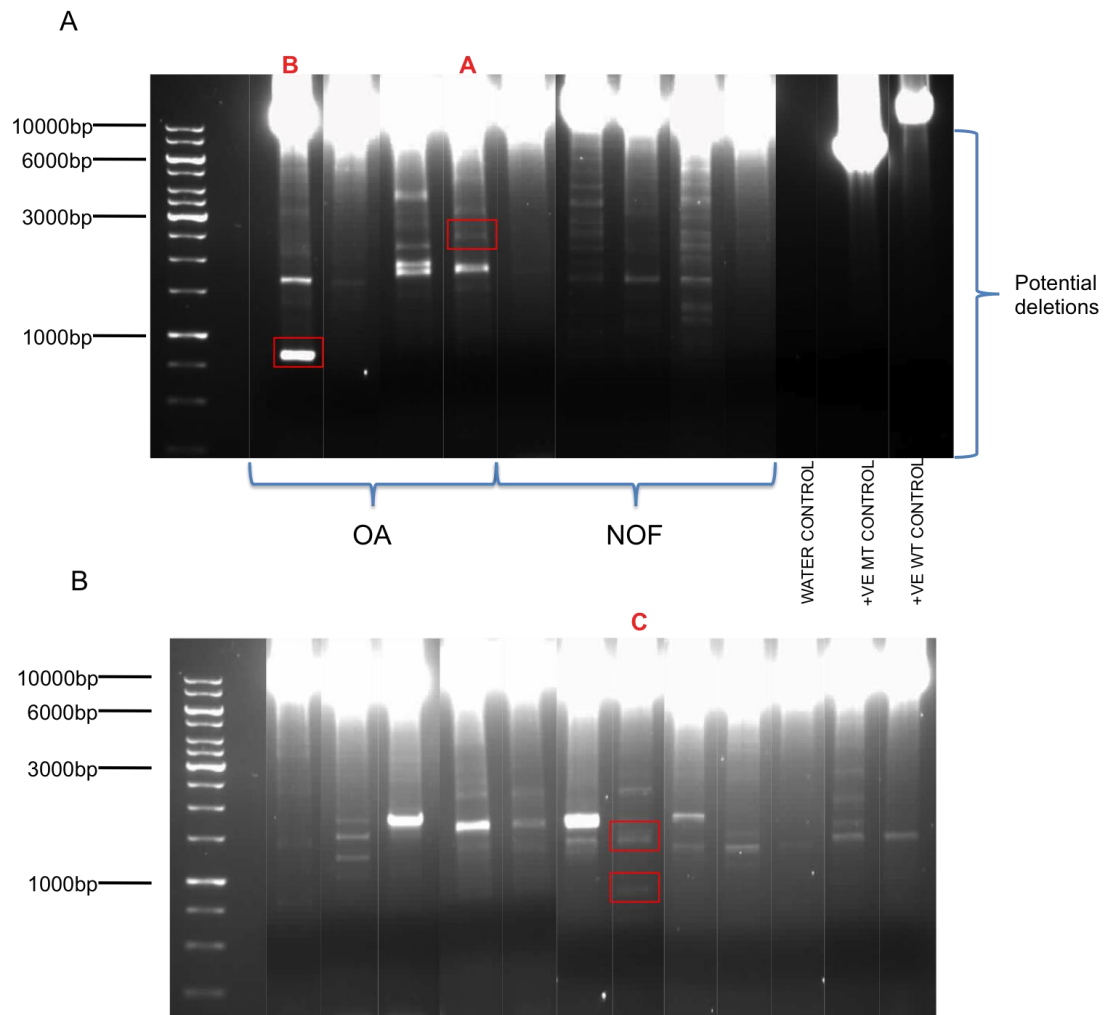 A
B
A
10000bp
6000bp
3000bp
1000bp
Potential
deletions
OA
NOF
WATER CONTROL
+VE MT CONTROL
+VE WT CONTROL
B
C
10000bp
6000bp
3000bp
1000bp